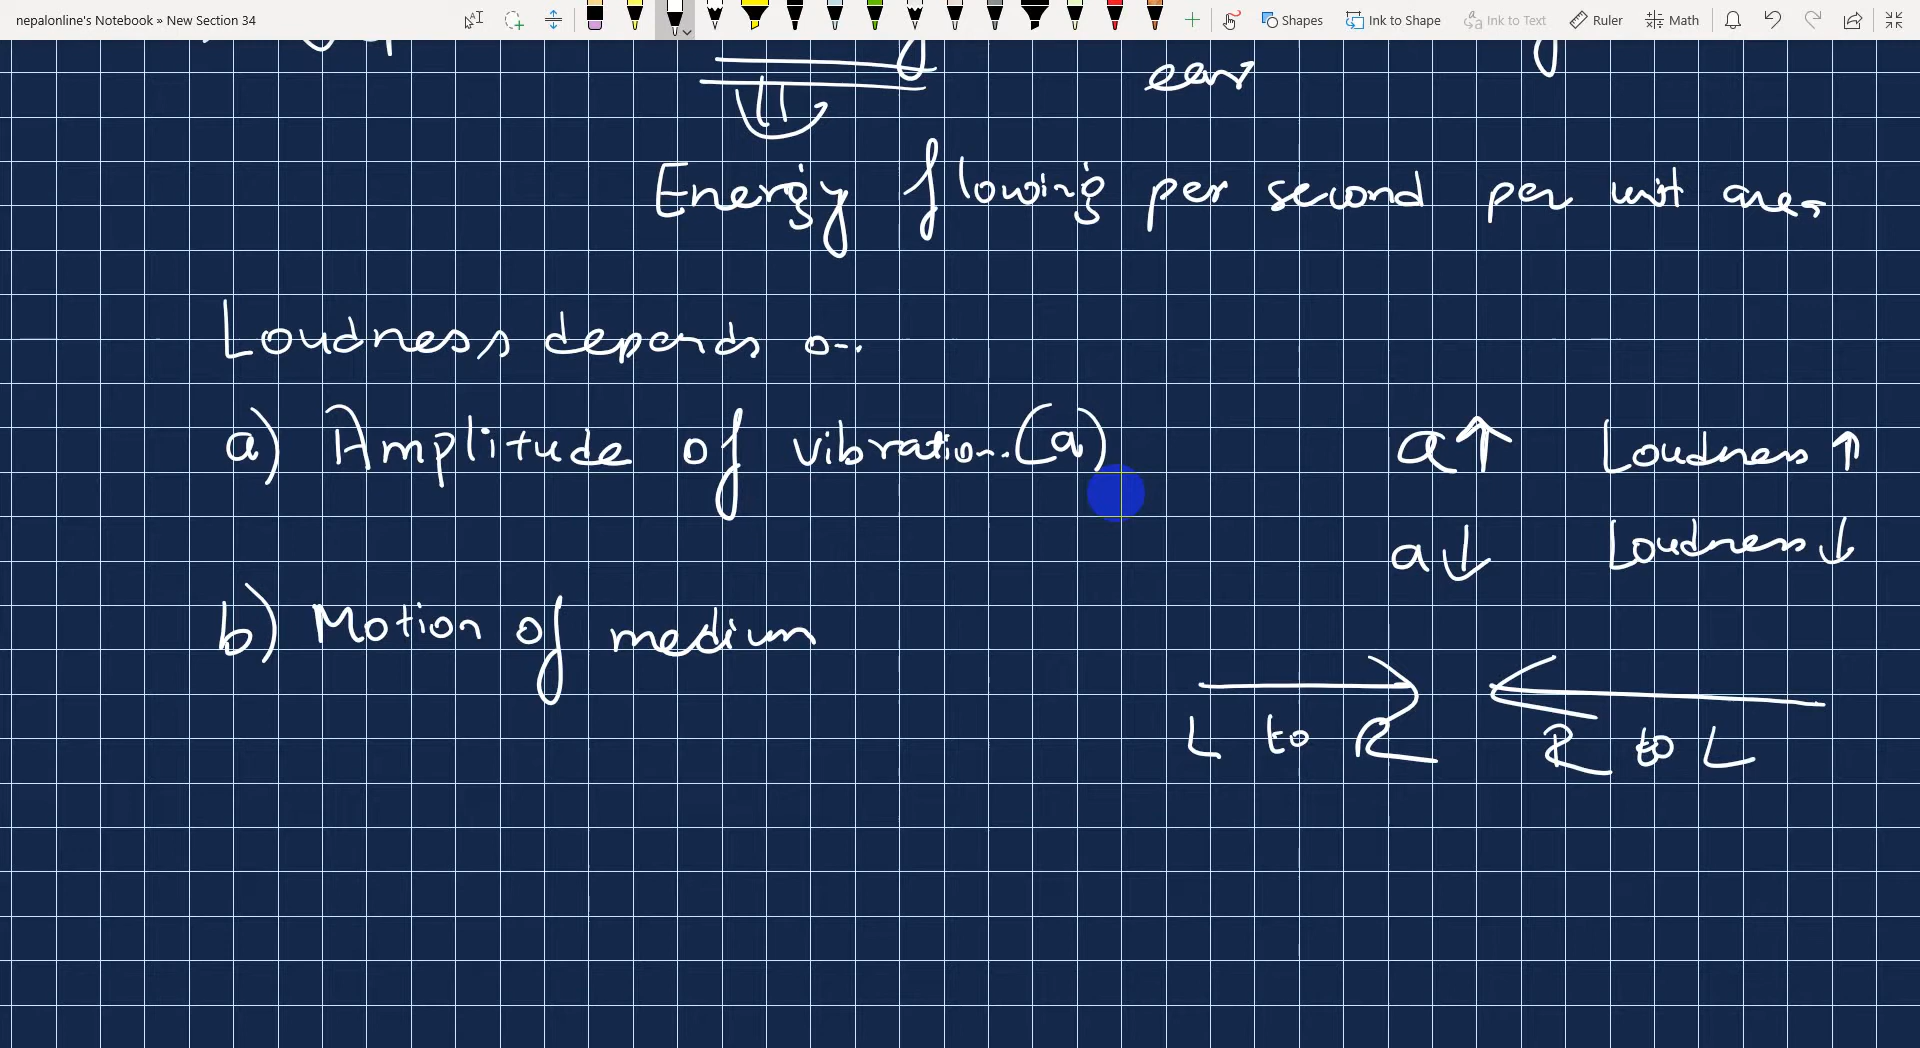 nepalonline's Notebook » New Section 34
Shapes Ink to Shape Ink to Text Ruler Math
ear
Energy flowing per second per unit area
Loudness depends on.
a) Amplitude of vibration. (a) a↑ Loudness ↑
a↓ Loudness ↓
b) Motion of medium
L to R R to L